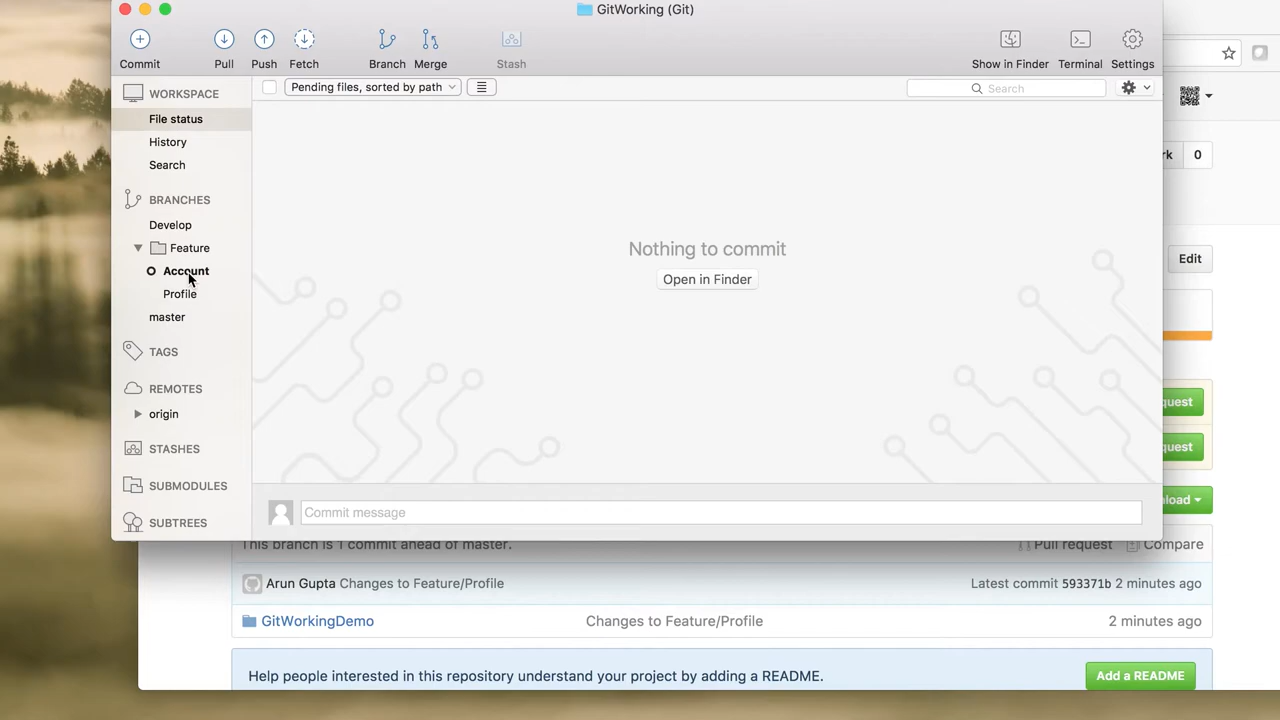 GitWorking (Git)
Commit Pull Push Fetch Branch Merge Stash Show in Finder Terminal Settings
Pending files, sorted by path Search
WORKSPACE
File status
History
Search
BRANCHES
Develop
Feature
Account
Profile
master
TAGS
REMOTES
origin
STASHES
SUBMODULES
SUBTREES
Nothing to commit
Open in Finder
Commit message
rk 0
Edit
quest
quest
load
This branch is 1 commit ahead of master. Pull request Compare
Arun Gupta Changes to Feature/Profile Latest commit 593371b 2 minutes ago
GitWorkingDemo Changes to Feature/Profile 2 minutes ago
Help people interested in this repository understand your project by adding a README. Add a README